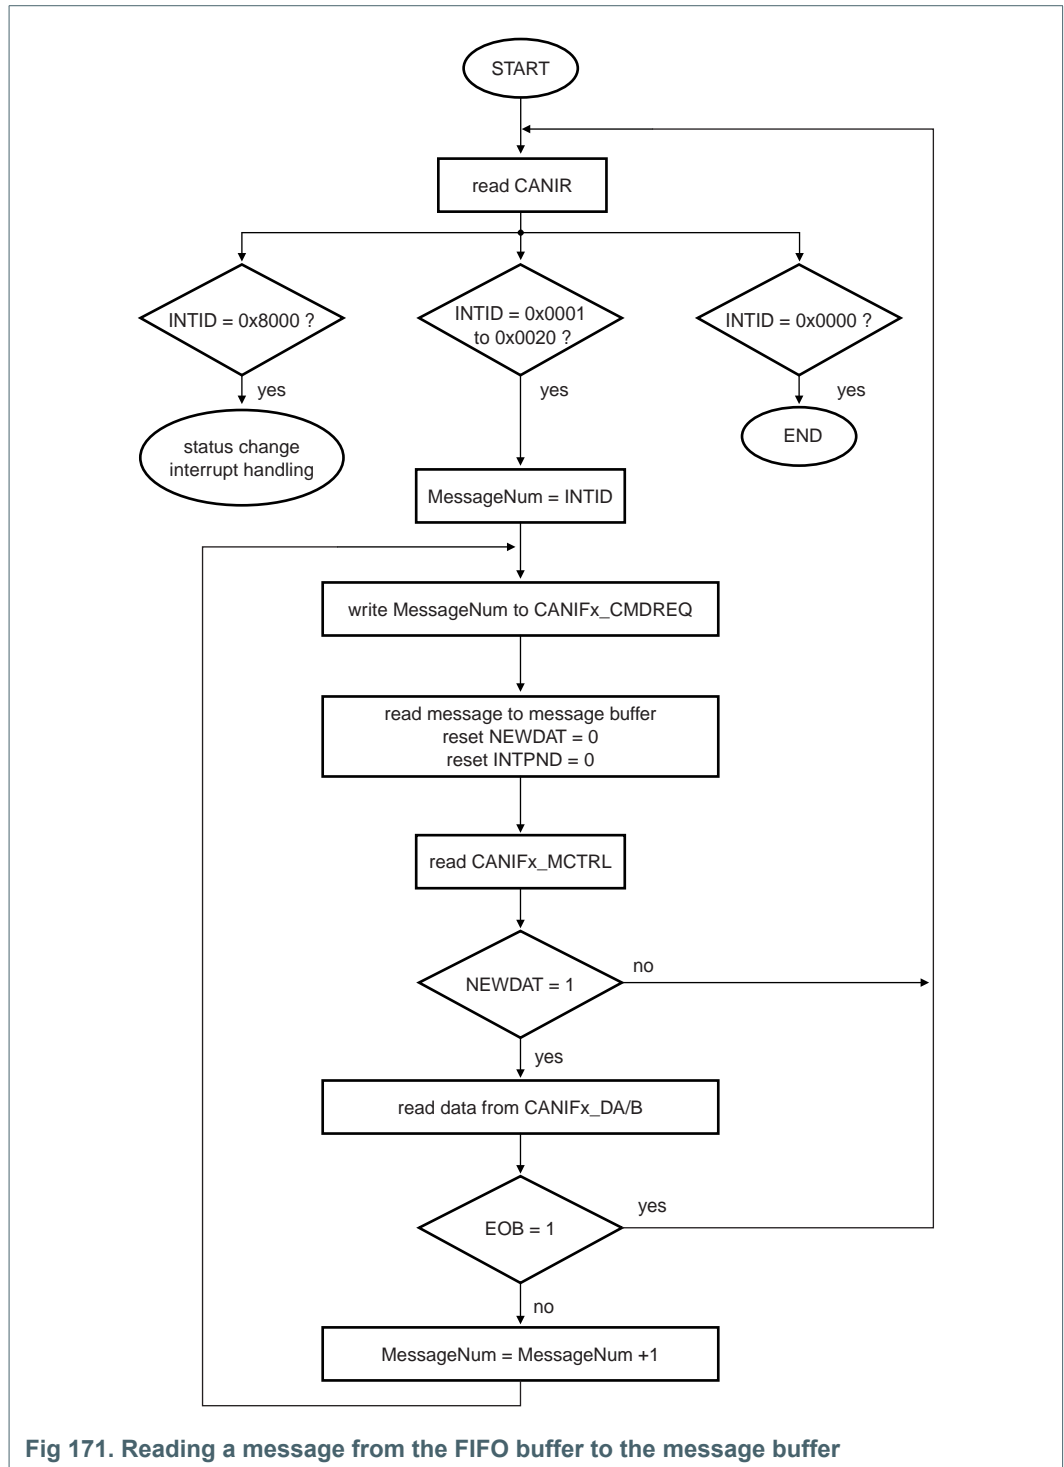 START
read CANIR
INTID = 0x8000 ?
INTID = 0x0001
to 0x0020 ?
INTID = 0x0000 ?
yes
yes
yes
status change
interrupt handling
END
MessageNum = INTID
write MessageNum to CANIFx_CMDREQ
read message to message buffer
reset NEWDAT = 0
reset INTPND = 0
read CANIFx_MCTRL
NEWDAT = 1
no
yes
read data from CANIFx_DA/B
EOB = 1
yes
no
MessageNum = MessageNum +1
Fig 171. Reading a message from the FIFO buffer to the message buffer